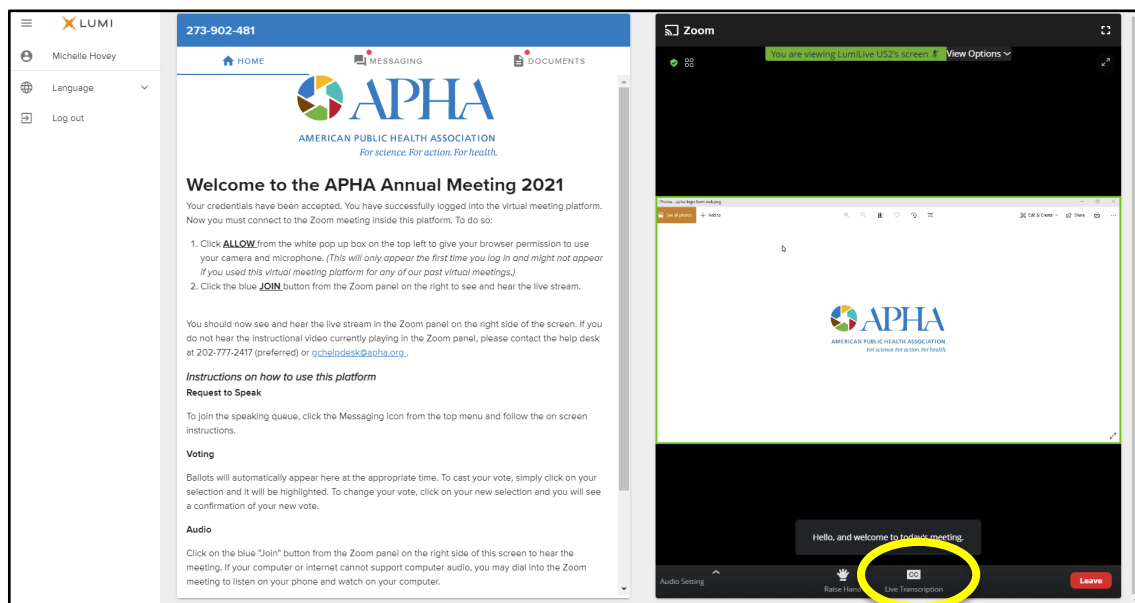 LUMI
Michelle Hovey
Language
Log out
273-902-481
HOME
MESSAGING
DOCUMENTS
APHA
AMERICAN PUBLIC HEALTH ASSOCIATION
For science. For action. For health.
Welcome to the APHA Annual Meeting 2021
Your credentials have been accepted. You have successfully logged into the virtual meeting platform.
Now you must connect to the Zoom meeting inside this platform. To do so:
1. Click ALLOW from the white pop up box on the top left to give your browser permission to use
your camera and microphone. (This will only appear the first time you log in and might not appear
if you used this virtual meeting platform for any of our past virtual meetings.)
2. Click the blue JOIN button from the Zoom panel on the right to see and hear the live stream.
You should now see and hear the live stream in the Zoom panel on the right side of the screen. If you
do not hear the instructional video currently playing in the Zoom panel, please contact the help desk
at 202-777-2417 (preferred) or gchelpdesk@apha.org .
Instructions on how to use this platform
Request to Speak
To join the speaking queue, click the Messaging icon from the top menu and follow the on screen
instructions.
Voting
Ballots will automatically appear here at the appropriate time. To cast your vote, simply click on your
selection and it will be highlighted. To change your vote, click on your new selection and you will see
a confirmation of your new vote.
Audio
Click on the blue "Join" button from the Zoom panel on the right side of this screen to hear the
meeting. If your computer or internet cannot support computer audio, you may dial into the Zoom
meeting to listen on your phone and watch on your computer.
Zoom
You are viewing LumiLive US2's screen View Options
Photos - apha logo from web.png
See all photos + Add to Edit & Create Share
APHA
AMERICAN PUBLIC HEALTH ASSOCIATION
For science. For action. For health.
Hello, and welcome to today's meeting.
Audio Setting
Raise Hand
CC
Live Transcription
Leave